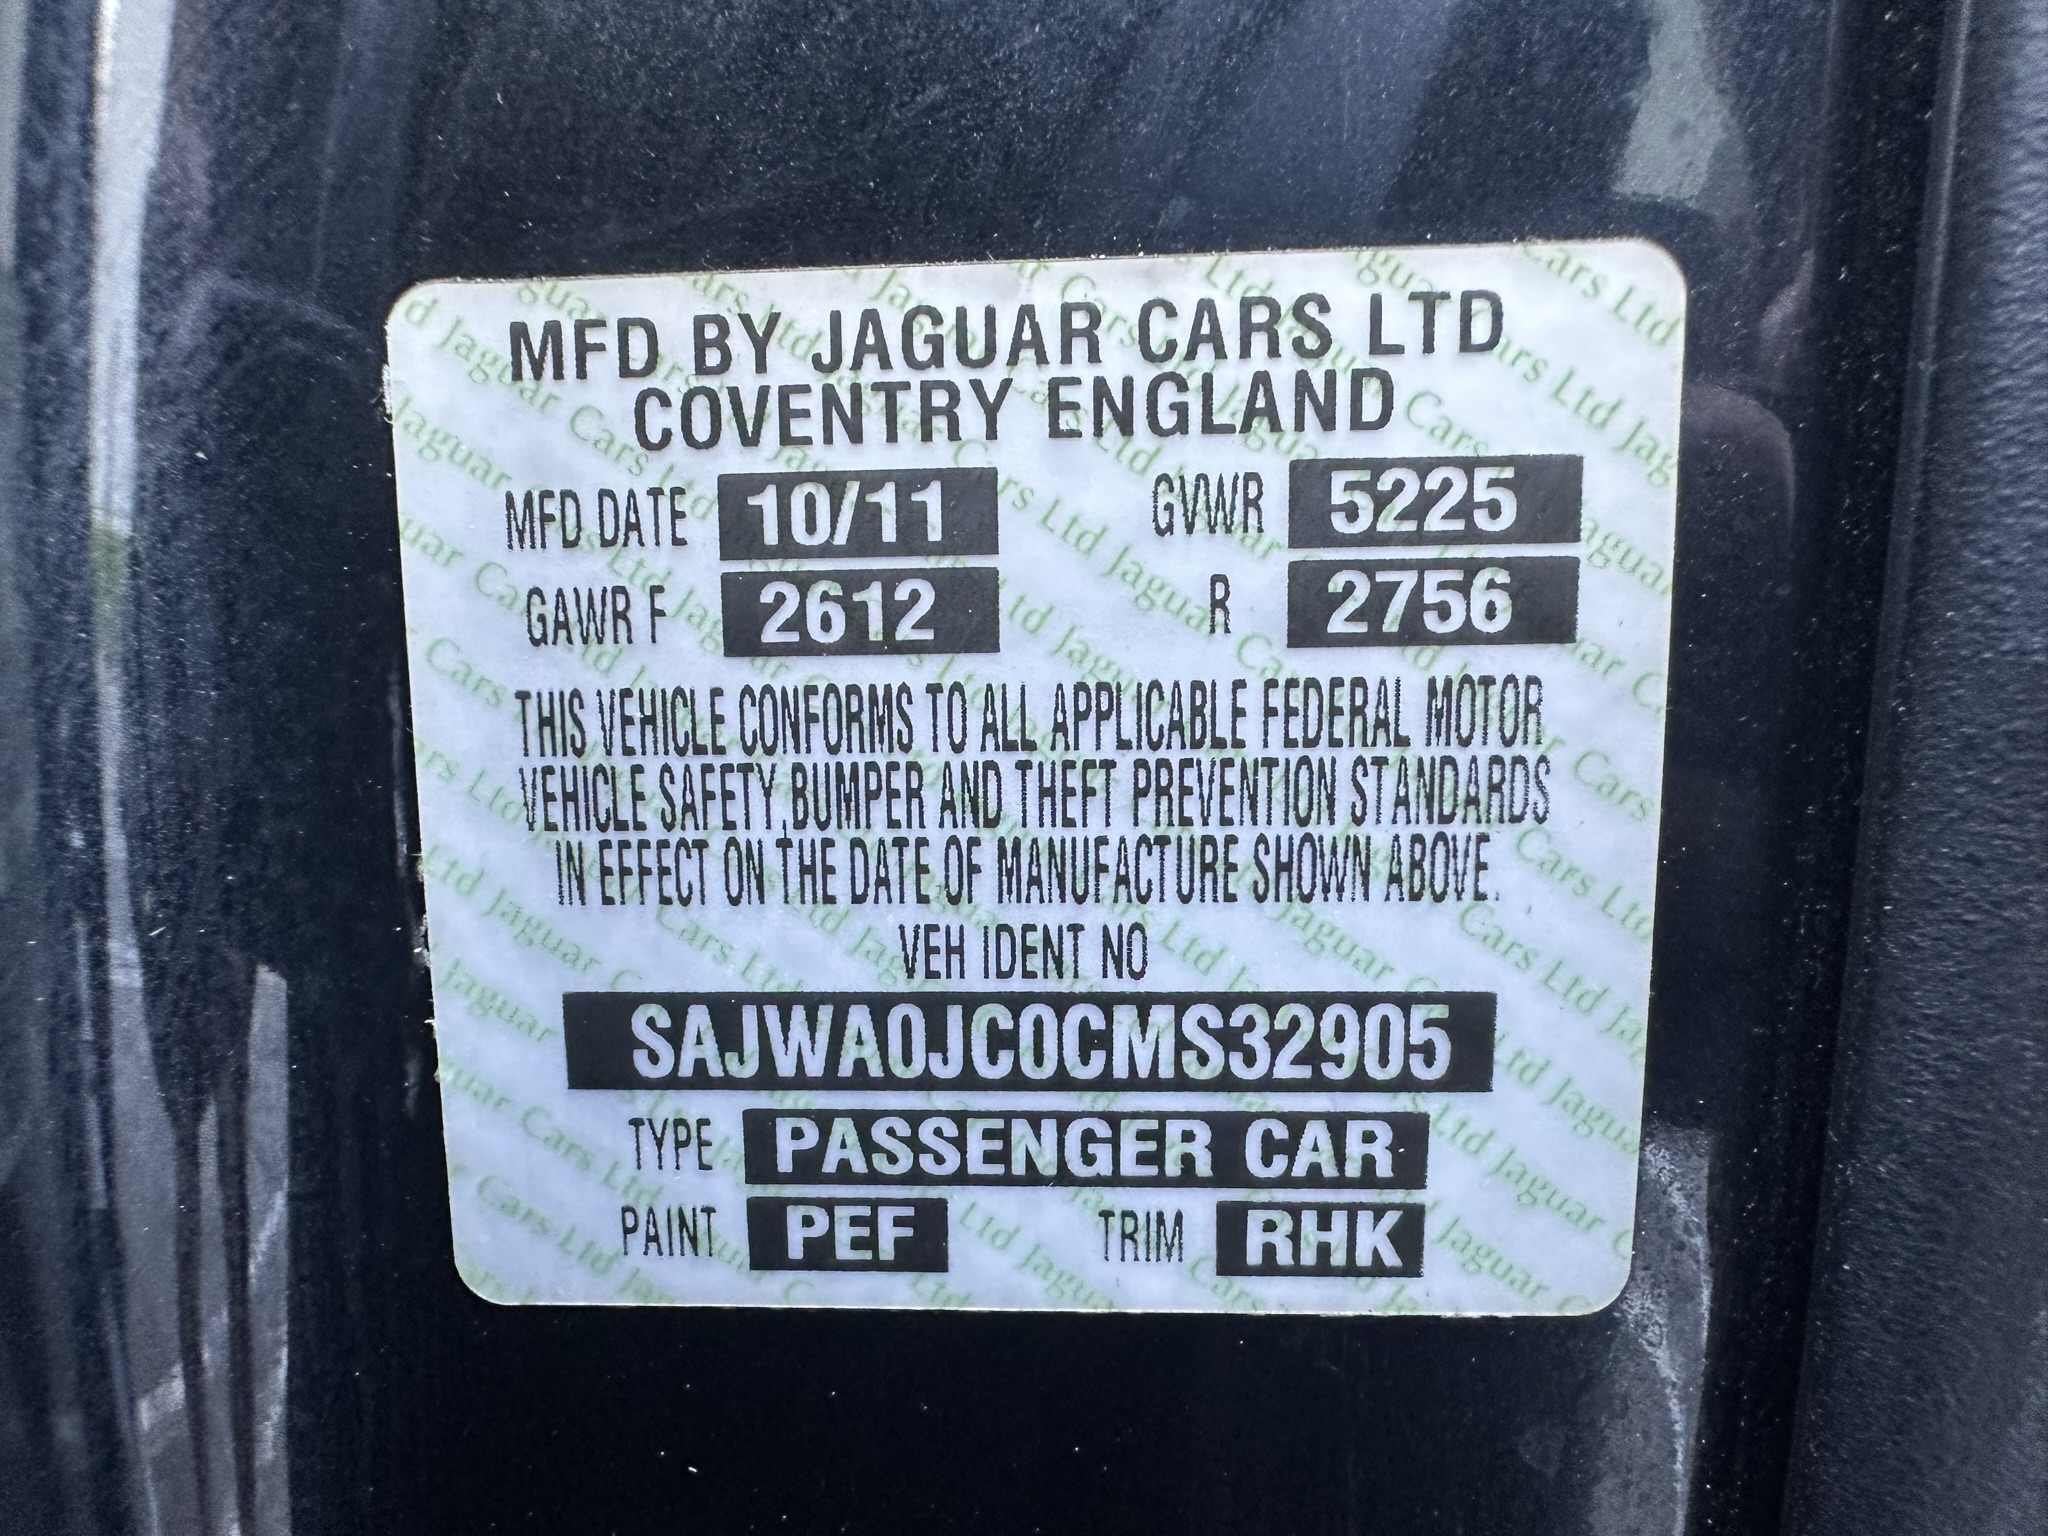 MFD BY JAGUAR CARS LTD
COVENTRY ENGLAND
MFD DATE 10/11 GVWR 5225
GAWR F 2612 R 2756
THIS VEHICLE CONFORMS TO ALL APPLICABLE FEDERAL MOTOR
VEHICLE SAFETY, BUMPER AND THEFT PREVENTION STANDARDS
IN EFFECT ON THE DATE OF MANUFACTURE SHOWN ABOVE.
VEH IDENT NO
SAJWA0JC0CMS32905
TYPE PASSENGER CAR
PAINT PEF TRIM RHK